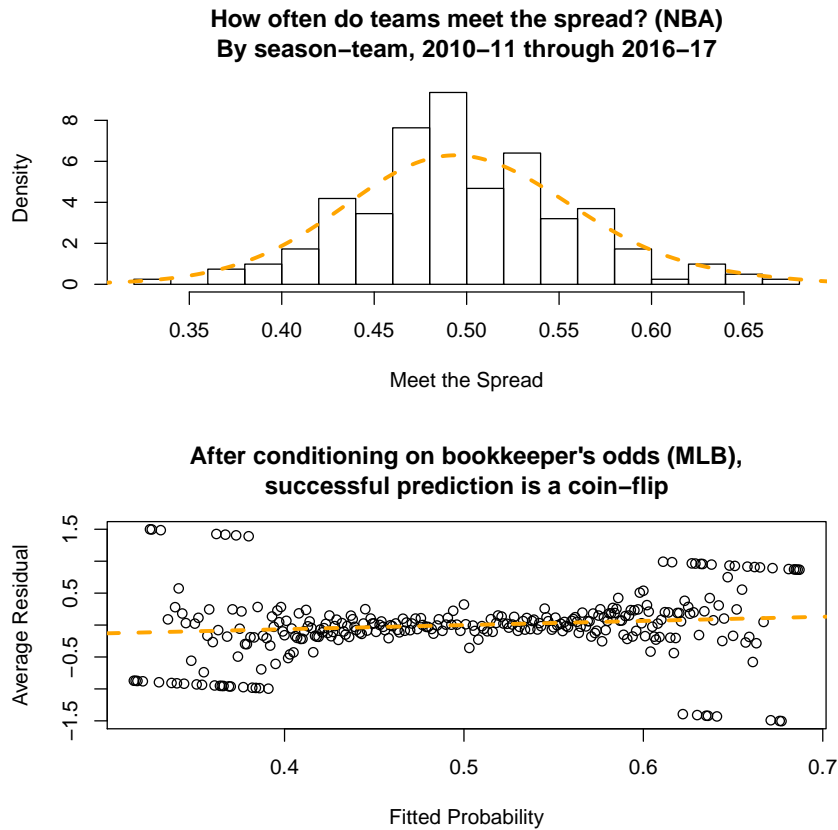 How often do teams meet the spread? (NBA)
By season−team, 2010−11 through 2016−17
Density
8
6
4
2
0
0.35 0.40 0.45 0.50 0.55 0.60 0.65
Meet the Spread
After conditioning on bookkeeper's odds (MLB),
successful prediction is a coin−flip
Average Residual
1.5
0.5
−0.5
−1.5
0.4 0.5 0.6 0.7
Fitted Probability